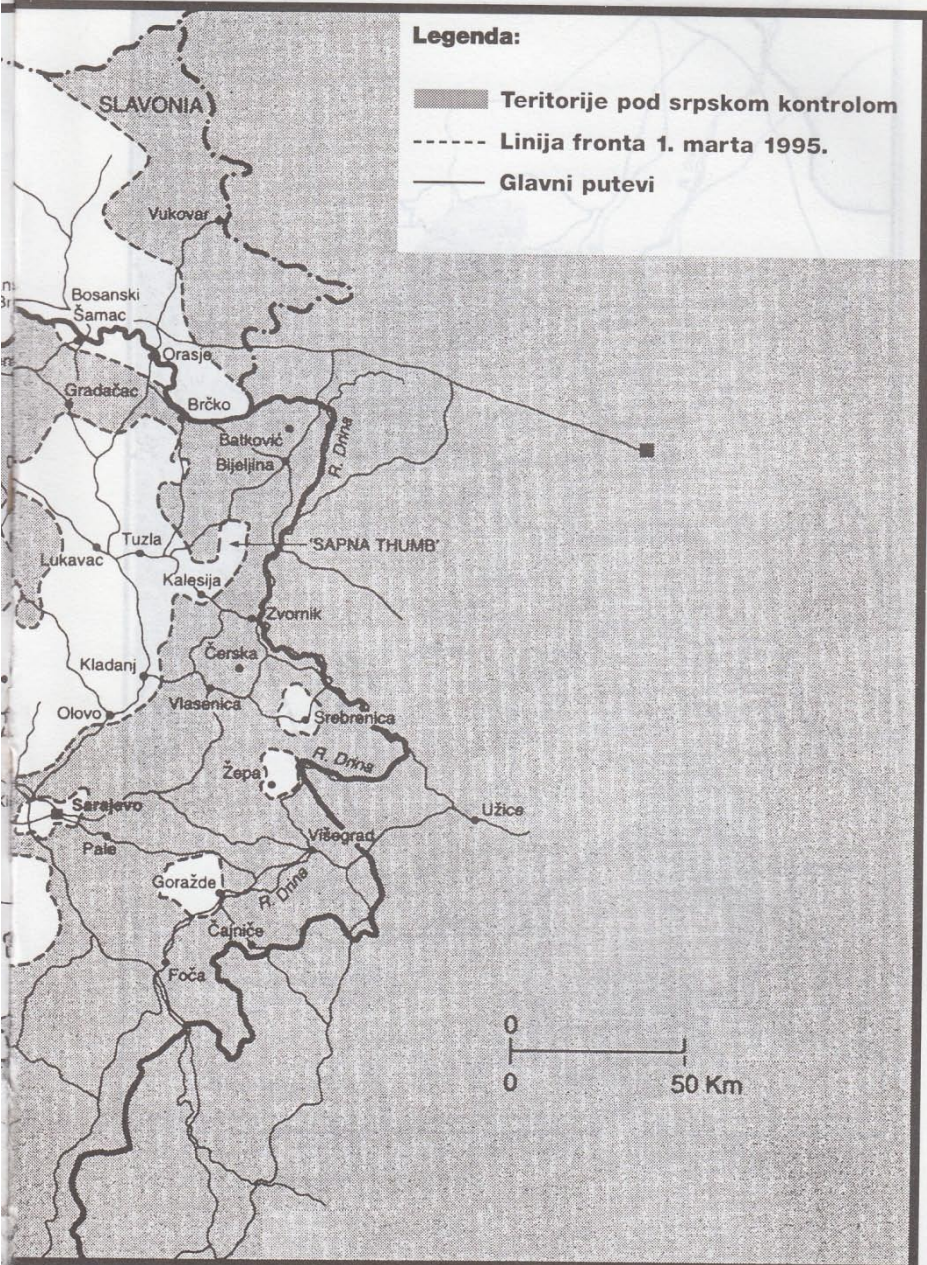 Legenda:
Teritorije pod srpskom kontrolom
Linija fronta 1. marta 1995.
Glavni putevi
SLAVONIA
Vukovar
Bosanski
Šamac
Orasje
Gradačac
Brčko
Batković
Bijeljina
R. Drina
'SAPNA THUMB'
Tuzla
Lukavac
Kalesija
Zvornik
Čerska
Kladanj
Vlasenica
Olovo
Srebrenica
R. Drina
Žepa
Sarajevo
Užice
Pale
Višegrad
Goražde
R. Drina
Čajniče
Foča
0
0
50 Km